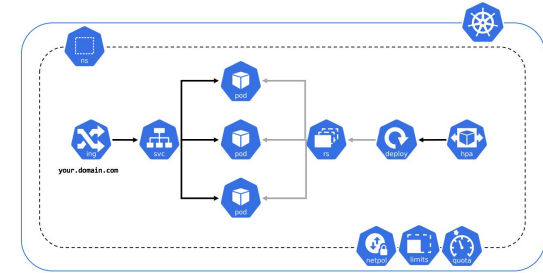 ns
pod
ing
svc
pod
rs
deploy
hpa
your.domain.com
pod
netpol
limits
quota